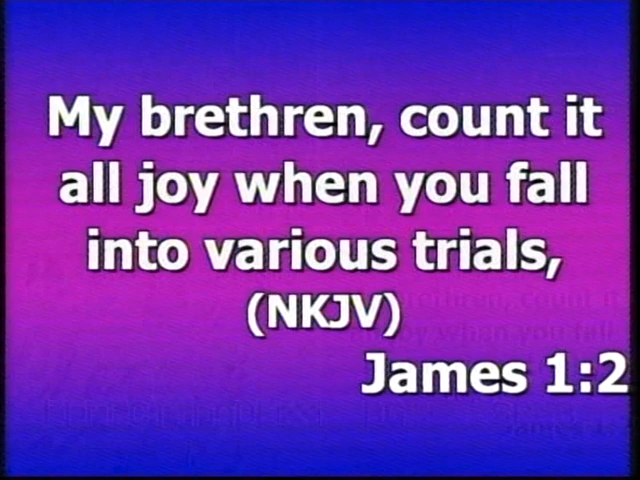 My brethren, count it
all joy when you fall
into various trials,
(NKJV)
James 1:2